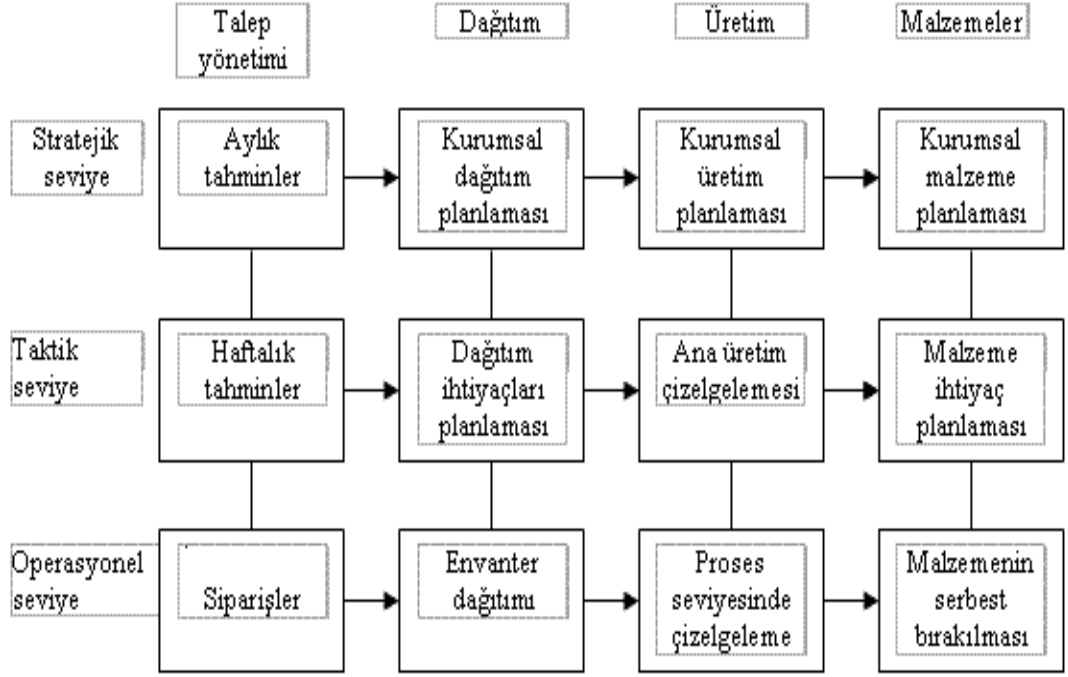 Talep
yönetimi
Dağıtım
Üretim
Malzemeler
Stratejik
seviye
Aylık
tahminler
Kurumsal
dağıtım
planlaması
Kurumsal
üretim
planlaması
Kurumsal
malzeme
planlaması
Taktik
seviye
Haftalık
tahminler
Dağıtım
ihtiyaçları
planlaması
Ana üretim
çizelgelemesi
Malzeme
ihtiyaç
planlaması
Operasyonel
seviye
Siparişler
Envanter
dağıtımı
Proses
seviyesinde
çizelgeleme
Malzemenin
serbest
bırakılması